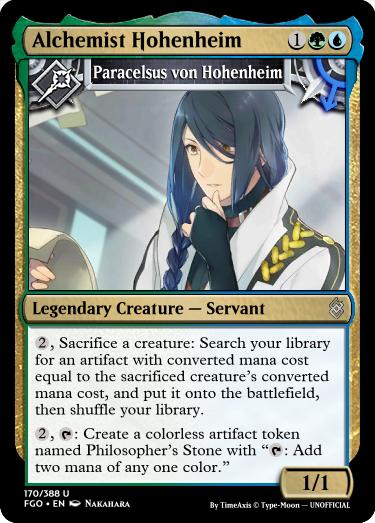 Alchemist Hohenheim 1
Paracelsus von Hohenheim
Legendary Creature — Servant
2, Sacrifice a creature: Search your library
for an artifact with converted mana cost
equal to the sacrificed creature's converted
mana cost, and put it onto the battlefield,
then shuffle your library.
2, : Create a colorless artifact token
named Philosopher's Stone with “: Add
two mana of any one color.”
1/1
170/388 U
FGO • EN NAKAHARA
By TimeAxis © Type-Moon — UNOFFICIAL